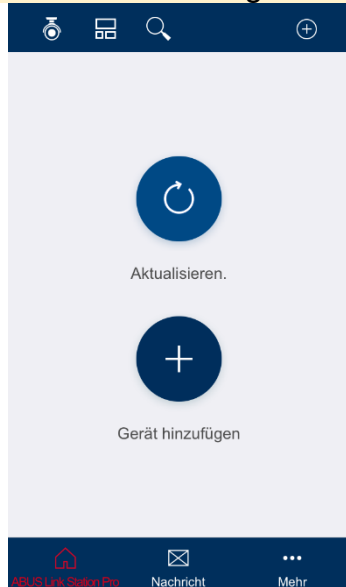 Aktualisieren.
Gerät hinzufügen
ABUS Link Station Pro
Nachricht
Mehr